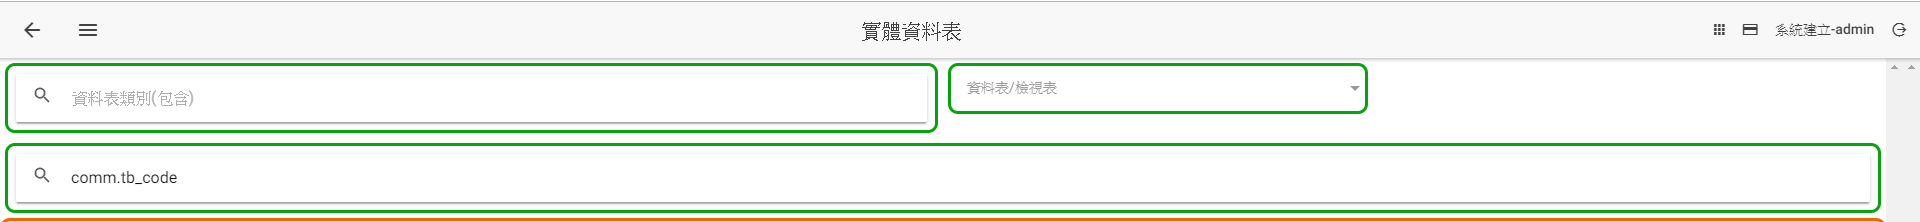 實體資料表
系統建立-admin
資料表類別(包含)
資料表/檢視表
comm.tb_code